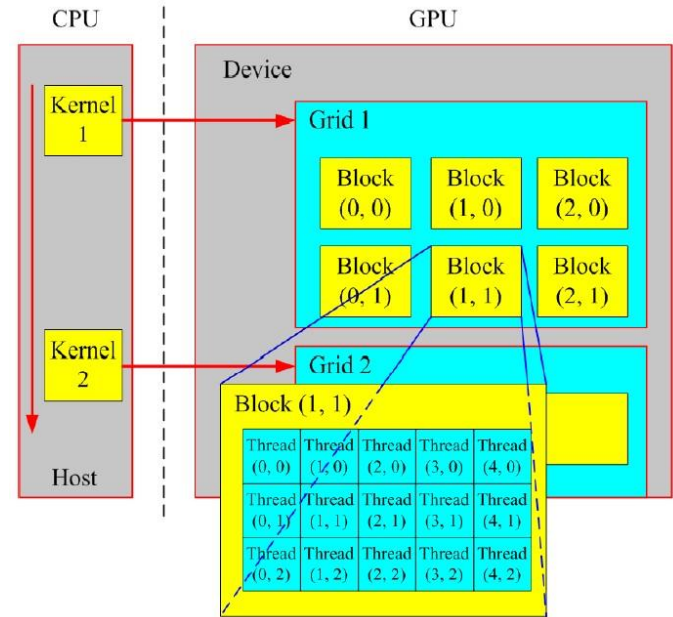 CPU
GPU
Device
Kernel
1
Grid 1
Block
(0, 0)
Block
(1, 0)
Block
(2, 0)
Block
(0, 1)
Block
(1, 1)
Block
(2, 1)
Kernel
2
Grid 2
Block (1, 1)
Thread
(0, 0)
Thread
(1, 0)
Thread
(2, 0)
Thread
(3, 0)
Thread
(4, 0)
Thread
(0, 1)
Thread
(1, 1)
Thread
(2, 1)
Thread
(3, 1)
Thread
(4, 1)
Thread
(0, 2)
Thread
(1, 2)
Thread
(2, 2)
Thread
(3, 2)
Thread
(4, 2)
Host